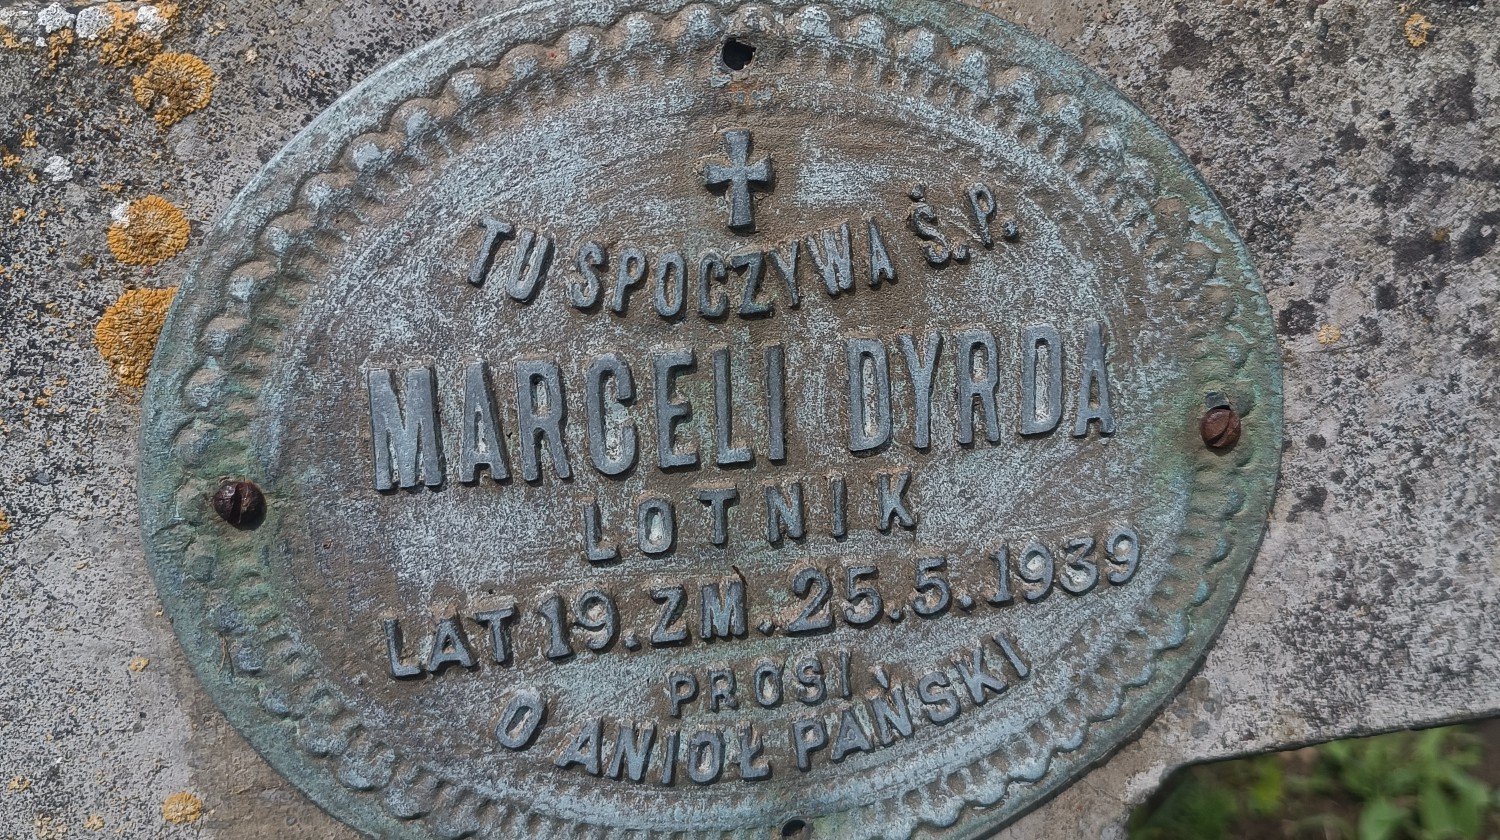 TU SPOCZYWA Ś.P.
MARCELI DYRDA
LOTNIK
LAT 19. ZM. 25.5.1939
PROSI
O ANIOŁ PAŃSKI